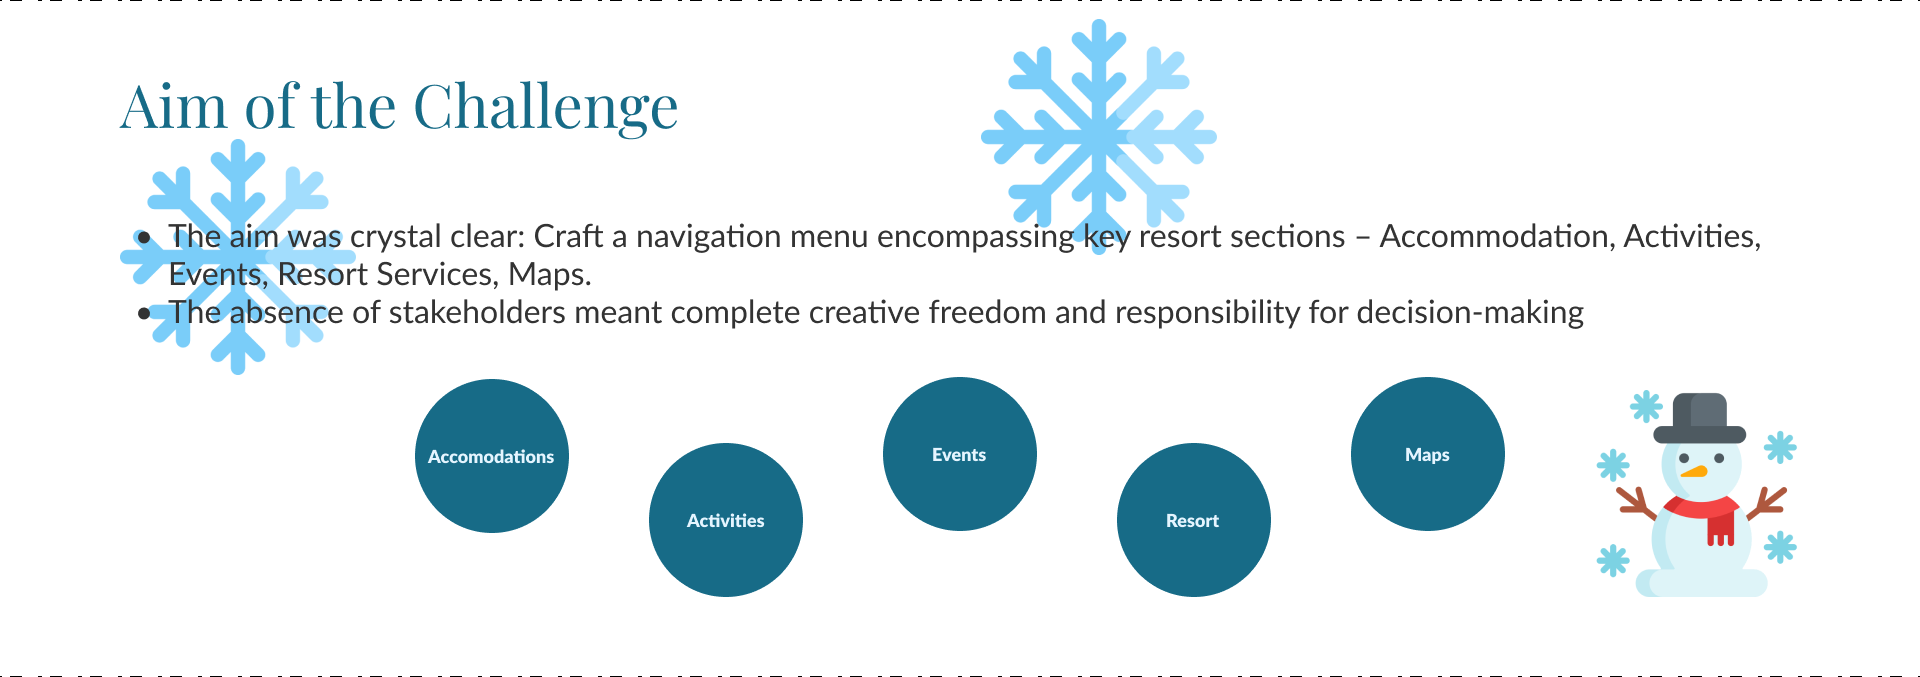 Aim of the Challenge
• The aim was crystal clear: Craft a navigation menu encompassing key resort sections – Accommodation, Activities,
Events, Resort Services, Maps.
• The absence of stakeholders meant complete creative freedom and responsibility for decision-making
Accomodations
Activities
Events
Resort
Maps